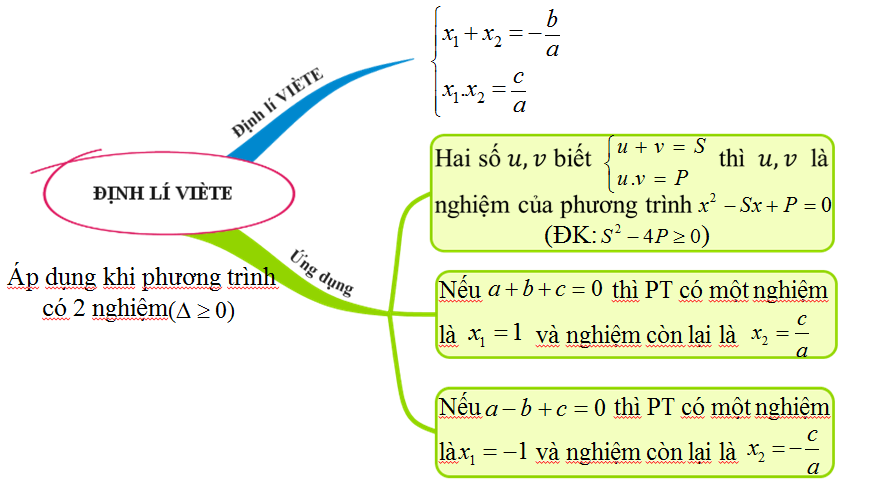 Định lí VIÈTE
x₁ + x₂ = -b/a
x₁.x₂ = c/a
ĐỊNH LÍ VIÈTE
Áp dụng khi phương trình
có 2 nghiệm(Δ ≥ 0)
Ứng dụng
Hai số u, v biết { u + v = S; u.v = P thì u, v là
nghiệm của phương trình x² − Sx + P = 0
(ĐK: S² − 4P ≥ 0)
Nếu a + b + c = 0 thì PT có một nghiệm
là x₁ = 1 và nghiệm còn lại là x₂ = c/a
Nếu a − b + c = 0 thì PT có một nghiệm
là x₁ = −1 và nghiệm còn lại là x₂ = −c/a